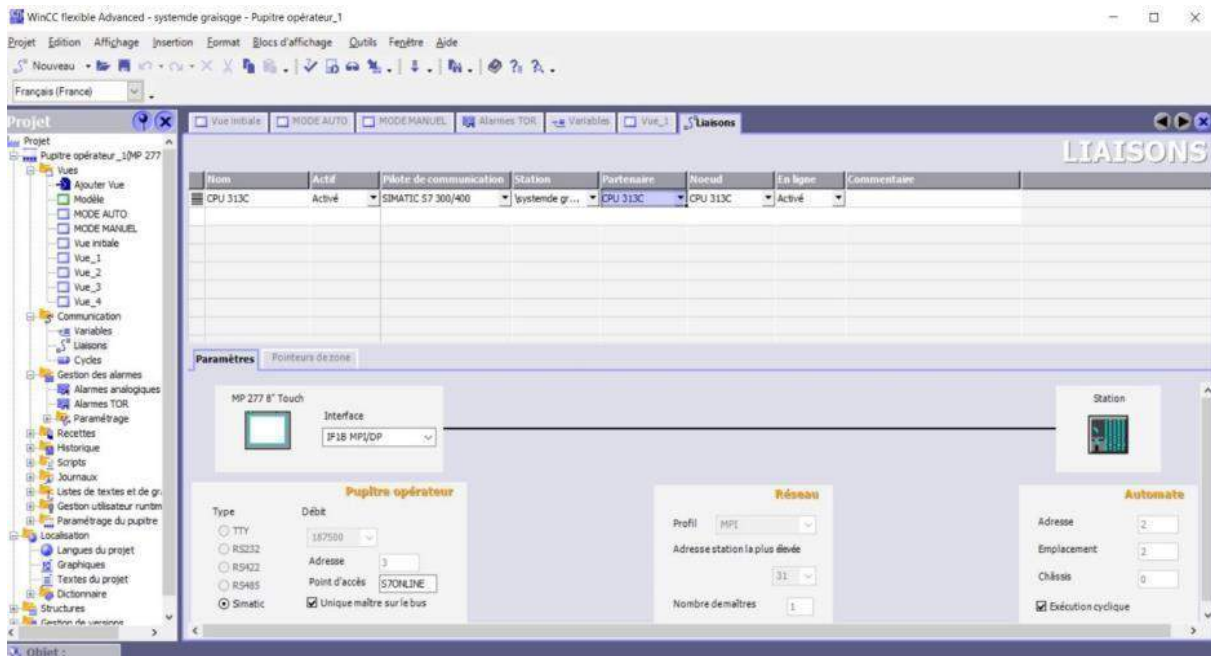 WinCC flexible Advanced - systemde graisqge - Pupitre opérateur_1
Projet Edition Affichage Insertion Format Blocs d'affichage Outils Fenêtre Aide
Nouveau
Français (France)
Projet
Vue initiale MODE AUTO MODE MANUEL Alarmes TOR Variables Vue_1 Liaisons
LIAISONS
Projet
Pupitre opérateur_1(MP 277
Vues
Ajouter Vue
Modèle
MODE AUTO
MODE MANUEL
Vue initiale
Vue_1
Vue_2
Vue_3
Vue_4
Communication
Variables
Liaisons
Cycles
Gestion des alarmes
Alarmes analogiques
Alarmes TOR
Paramétrage
Recettes
Historique
Scripts
Journaux
Listes de textes et de gr.
Gestion utilisateur runtim
Paramétrage du pupitre
Localisation
Langues du projet
Graphiques
Textes du projet
Dictionnaire
Structures
Gestion de versions
Nom Actif Pilote de communication Station Partenaire Noeud En ligne Commentaire
CPU 313C Activé SIMATIC S7 300/400 \systemde gr... CPU 313C CPU 313C Activé
Paramètres Pointeurs de zone
MP 277 8" Touch
Interface
IF1B MPI/DP
Station
Pupitre opérateur
Type Débit
TTY
187500
RS232
RS422
Adresse 3
RS485
Point d'accès S7ONLINE
Simatic
Unique maître sur le bus
Réseau
Profil MPI
Adresse station la plus élevée
31
Nombre demaîtres 1
Automate
Adresse 2
Emplacement 2
Châssis 0
Exécution cyclique
Objet :